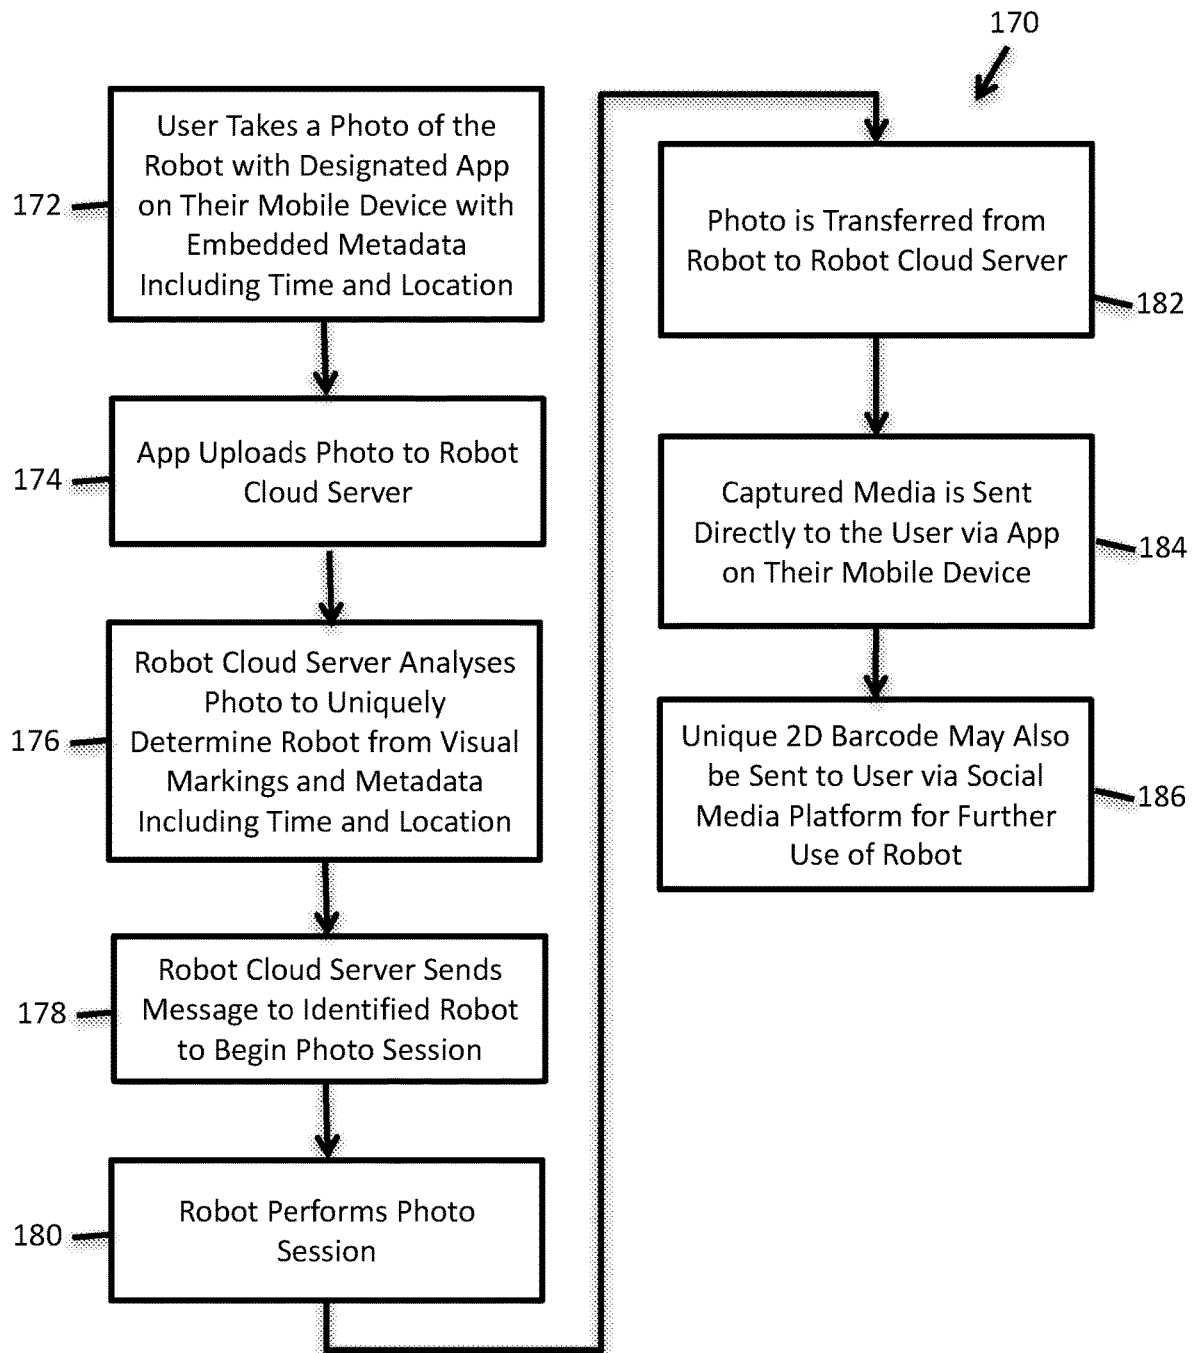 170
User Takes a Photo of the
Robot with Designated App
on Their Mobile Device with
Embedded Metadata
Including Time and Location
172
App Uploads Photo to Robot
Cloud Server
174
Robot Cloud Server Analyses
Photo to Uniquely
Determine Robot from Visual
Markings and Metadata
Including Time and Location
176
Robot Cloud Server Sends
Message to Identified Robot
to Begin Photo Session
178
Robot Performs Photo
Session
180
Photo is Transferred from
Robot to Robot Cloud Server
182
Captured Media is Sent
Directly to the User via App
on Their Mobile Device
184
Unique 2D Barcode May Also
be Sent to User via Social
Media Platform for Further
Use of Robot
186